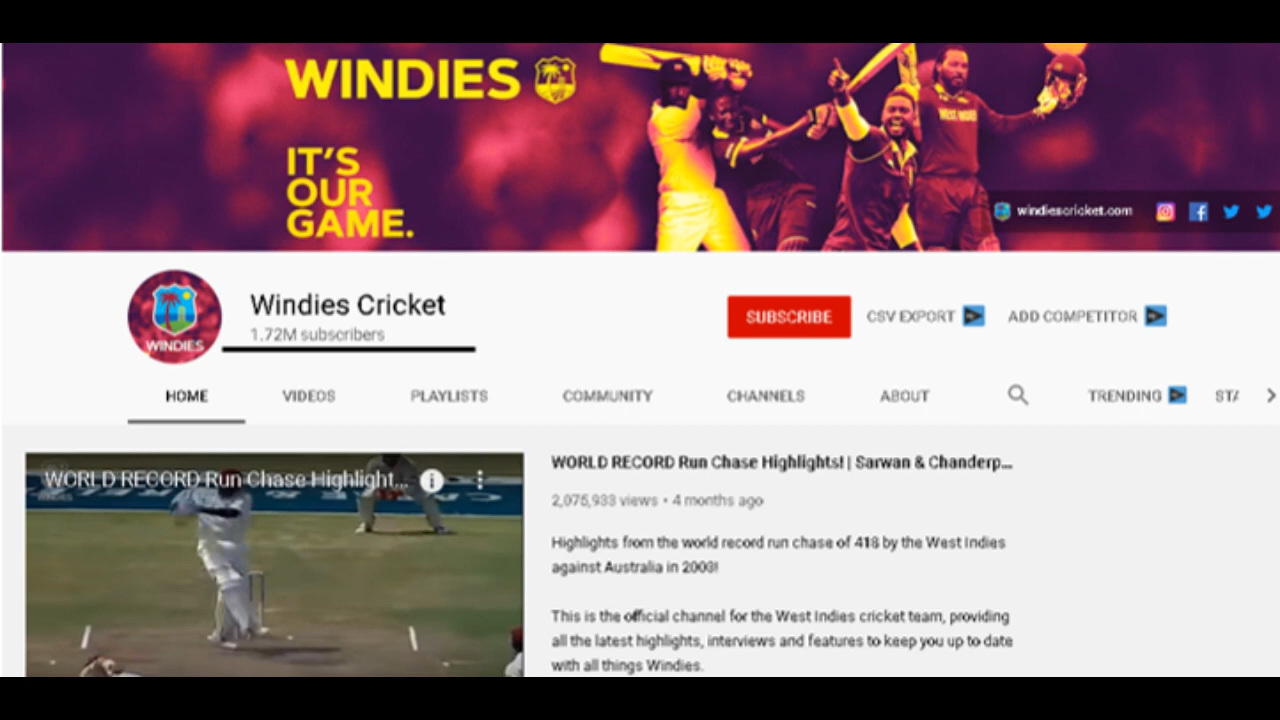 WINDIES
IT'S
OUR
GAME.
WEST INDIES
windiescricket.com
WINDIES
Windies Cricket
1.72M subscribers
SUBSCRIBE
CSV EXPORT
ADD COMPETITOR
HOME VIDEOS PLAYLISTS COMMUNITY CHANNELS ABOUT TRENDING STA
WORLD RECORD Run Chase Highlight...
WORLD RECORD Run Chase Highlights! | Sarwan & Chanderp...
2,075,933 views • 4 months ago
Highlights from the world record run chase of 418 by the West Indies
against Australia in 2003!
This is the official channel for the West Indies cricket team, providing
all the latest highlights, interviews and features to keep you up to date
with all things Windies.